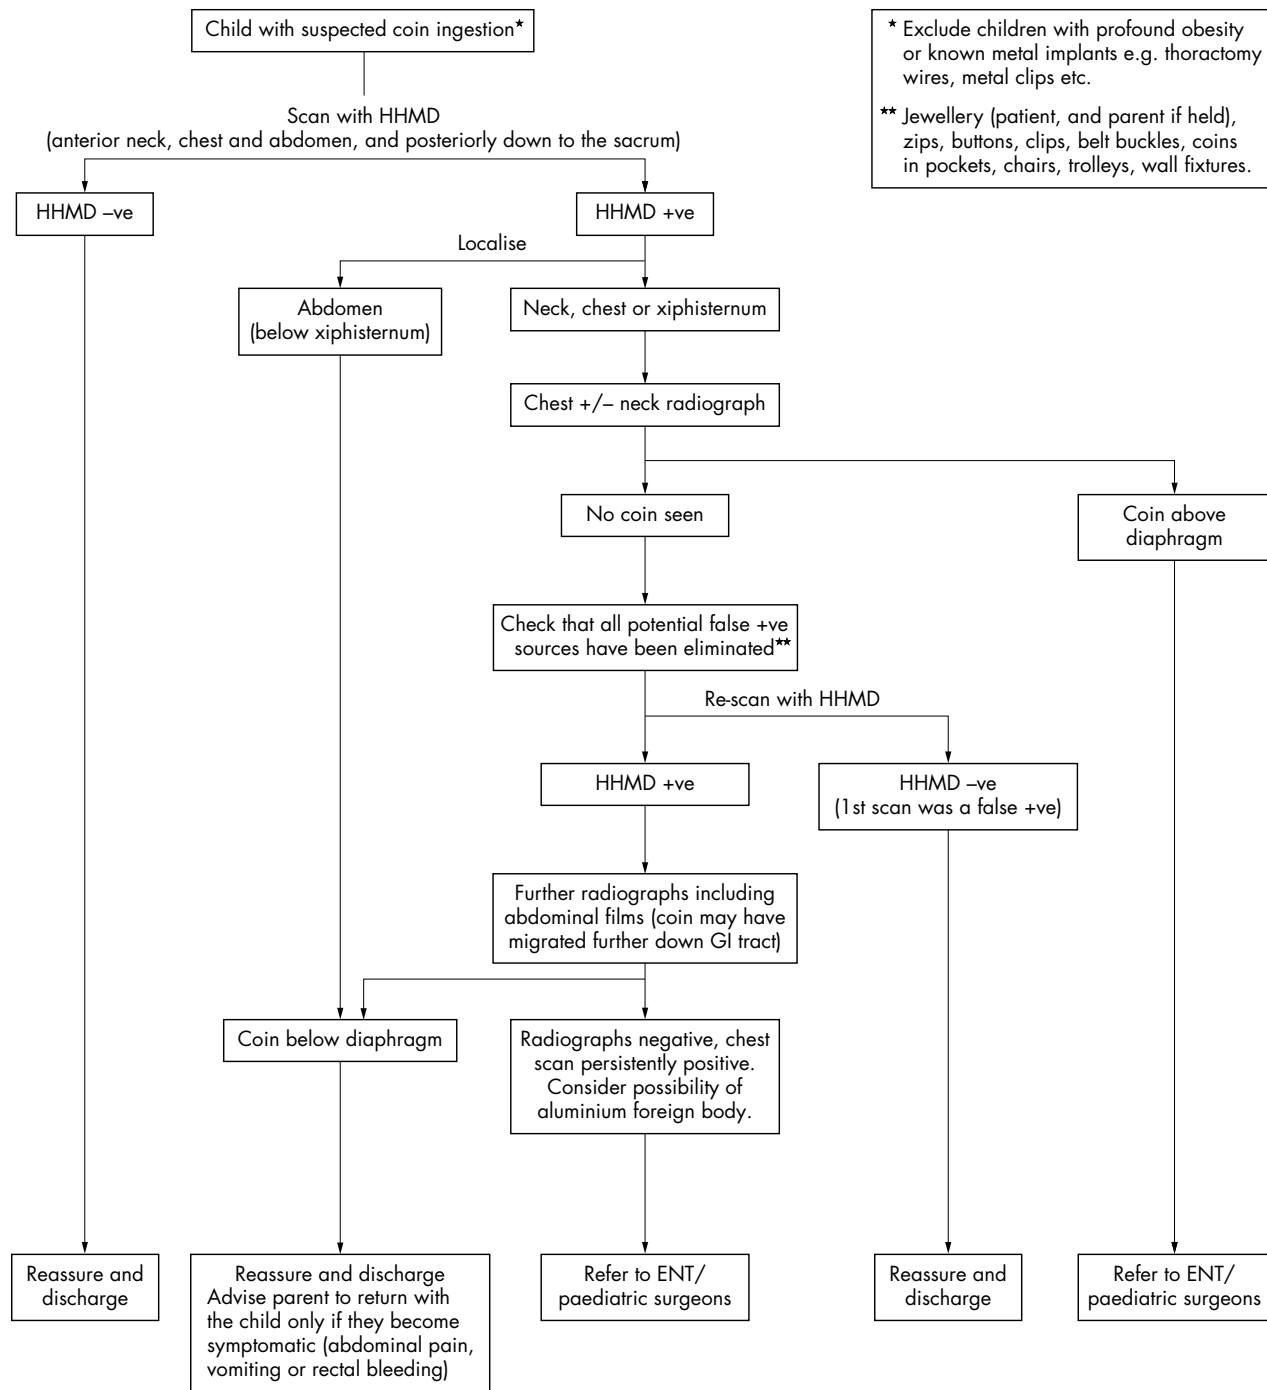 Child with suspected coin ingestion★
★ Exclude children with profound obesity
or known metal implants e.g. thoractomy
wires, metal clips etc.
★★ Jewellery (patient, and parent if held),
zips, buttons, clips, belt buckles, coins
in pockets, chairs, trolleys, wall fixtures.
Scan with HHMD
(anterior neck, chest and abdomen, and posteriorly down to the sacrum)
HHMD –ve
HHMD +ve
Localise
Abdomen
(below xiphisternum)
Neck, chest or xiphisternum
Chest +/– neck radiograph
No coin seen
Coin above
diaphragm
Check that all potential false +ve
sources have been eliminated★★
Re-scan with HHMD
HHMD +ve
HHMD –ve
(1st scan was a false +ve)
Further radiographs including
abdominal films (coin may have
migrated further down GI tract)
Coin below diaphragm
Radiographs negative, chest
scan persistently positive.
Consider possibility of
aluminium foreign body.
Reassure and
discharge
Reassure and discharge
Advise parent to return with
the child only if they become
symptomatic (abdominal pain,
vomiting or rectal bleeding)
Refer to ENT/
paediatric surgeons
Reassure and
discharge
Refer to ENT/
paediatric surgeons